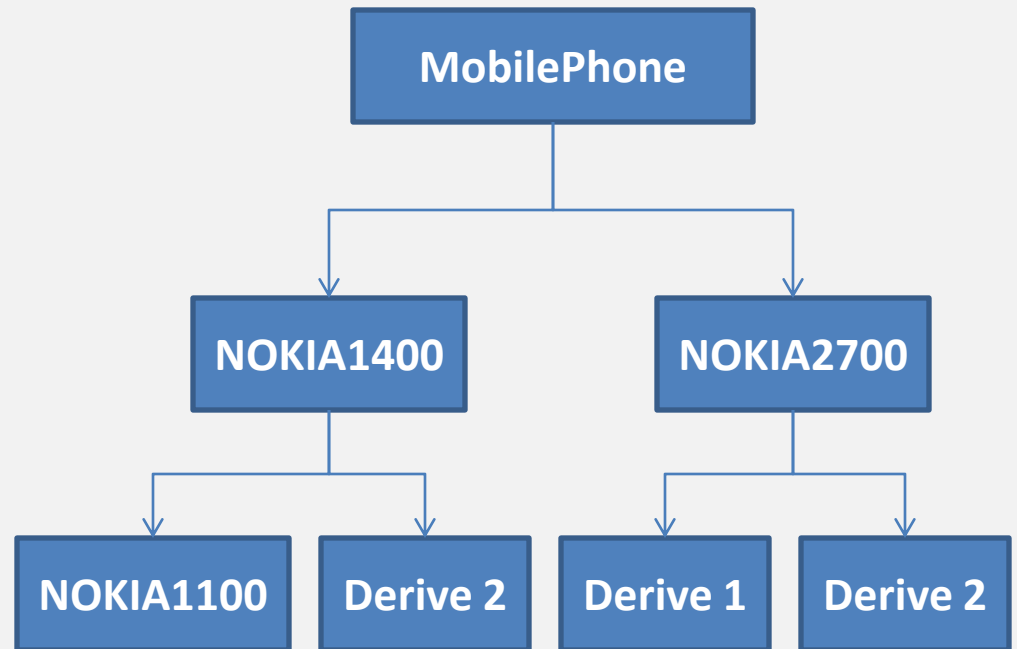 MobilePhone
NOKIA1400
NOKIA2700
NOKIA1100
Derive 2
Derive 1
Derive 2